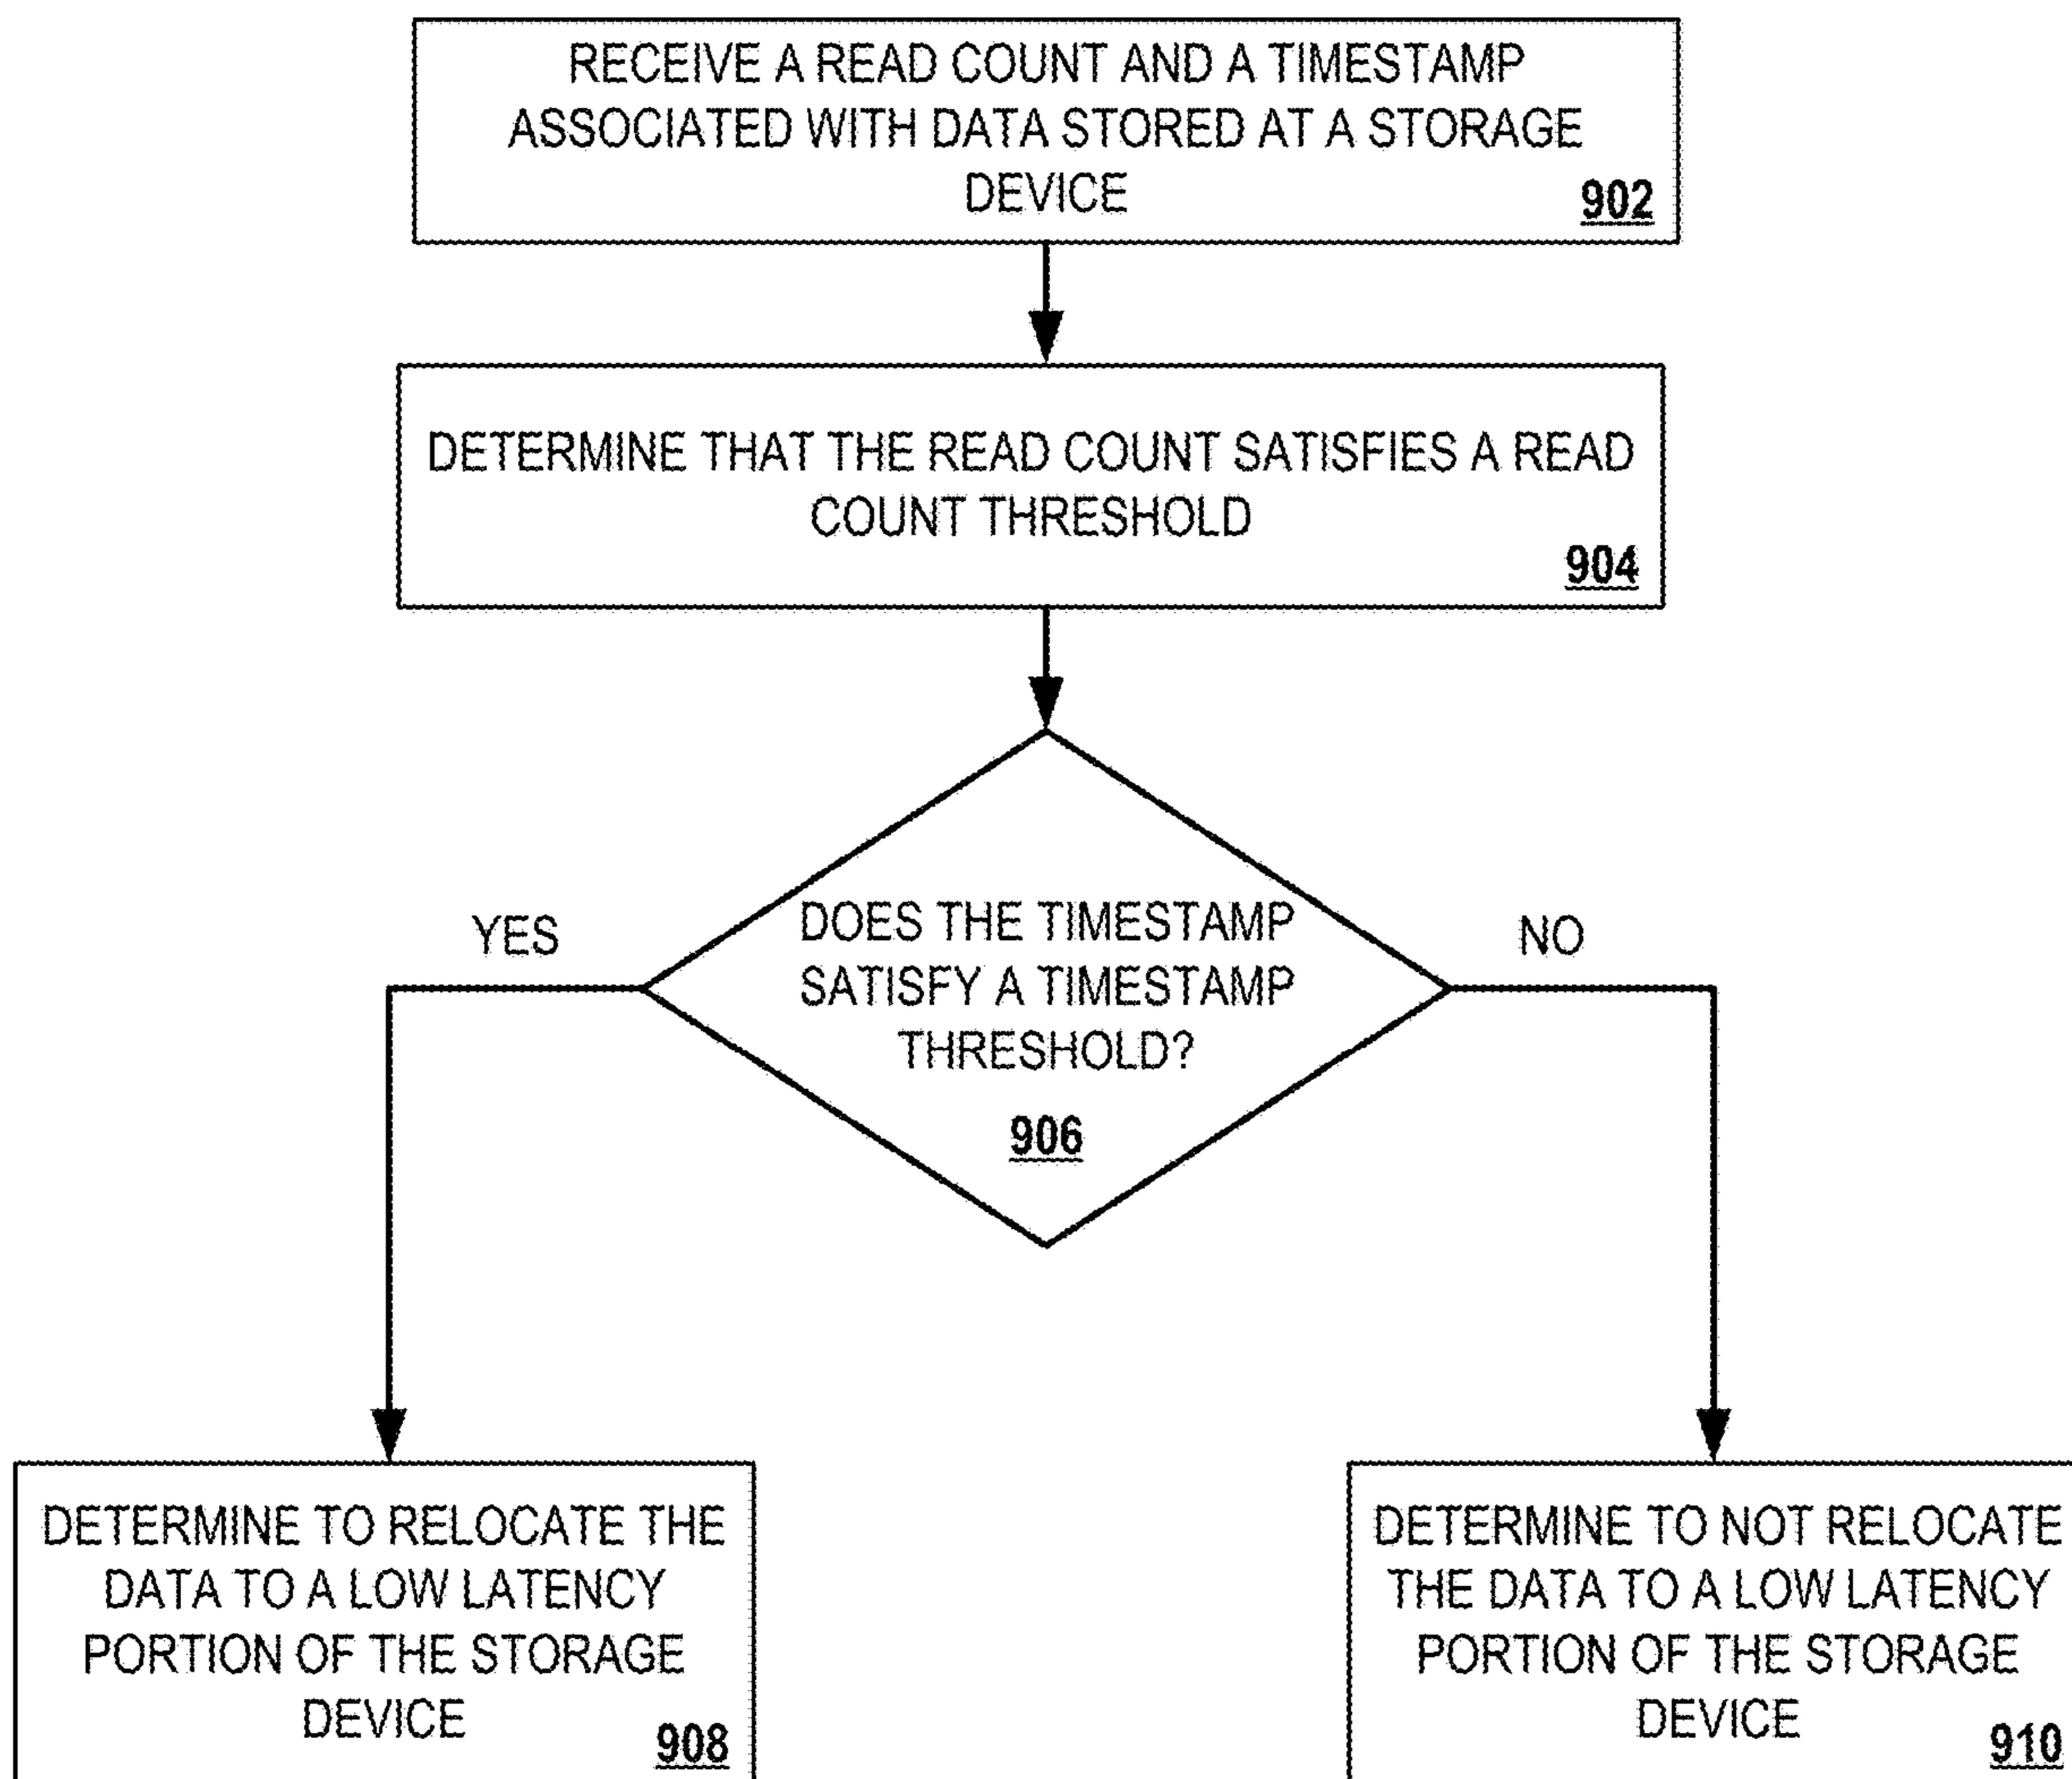 RECEIVE A READ COUNT AND A TIMESTAMP
ASSOCIATED WITH DATA STORED AT A STORAGE
DEVICE
902
DETERMINE THAT THE READ COUNT SATISFIES A READ
COUNT THRESHOLD
904
YES
DOES THE TIMESTAMP
SATISFY A TIMESTAMP
THRESHOLD?
906
NO
DETERMINE TO RELOCATE THE
DATA TO A LOW LATENCY
PORTION OF THE STORAGE
DEVICE
908
DETERMINE TO NOT RELOCATE
THE DATA TO A LOW LATENCY
PORTION OF THE STORAGE
DEVICE
910